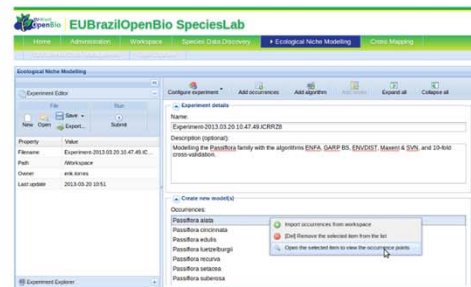 OpenBio EUBrazilOpenBio SpeciesLab
Home Administration Workspace Species Data Discovery Ecological Niche Modelling Cross Mapping
Ecological Niche Modelling
Experiment Editor
File Run
New Open Save Export... Submit
Property Value
Filename Experiment-2013.03.20.10.47.49.IC...
Path /Workspace
Owner erik.torres
Last update 2013-03-20 10:51
Experiment Explorer
Configure experiment Add occurrences Add algorithm Expand all Collapse all
Experiment details
Name:
Experiment-2013.03.20.10.47.49.ICRRZ8
Description (optional):
Modelling the Passiflora family with the algorithms ENFA, GARP BS, ENVDIST, Maxent & SVN, and 10-fold
cross-validation.
Create new model(s)
Occurrences:
Passiflora alata
Passiflora cincinnata
Passiflora edulis
Passiflora luetzelburgii
Passiflora recurva
Passiflora setacea
Passiflora suberosa
Import occurrences from workspace
[Del] Remove the selected item from the list
Open the selected item to view the occurrence points